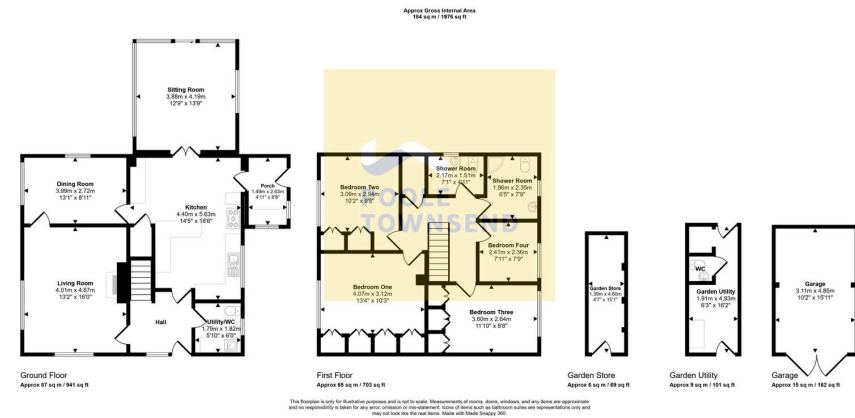 Approx Gross Internal Area
184 sq m / 1976 sq ft
Sitting Room
3.88m x 4.19m
12'9" x 13'9"
Dining Room
3.99m x 2.72m
13'1" x 8'11"
Kitchen
4.40m x 5.63m
14'5" x 18'6"
Porch
1.49m x 2.63m
4'11" x 8'8"
Living Room
4.01m x 4.87m
13'2" x 16'0"
Hall
Utility/WC
1.79m x 1.82m
5'10" x 6'0"
Ground Floor
Approx 87 sq m / 941 sq ft
POOLE
TOWNSEND
Shower Room
2.17m x 1.51m
7'1" x 4'11"
Shower Room
1.96m x 2.35m
6'5" x 7'9"
Bedroom Two
3.09m x 2.94m
10'2" x 9'8"
Bedroom Four
2.41m x 2.36m
7'11" x 7'9"
Bedroom One
4.07m x 3.12m
13'4" x 10'3"
Bedroom Three
3.60m x 2.64m
11'10" x 8'8"
First Floor
Approx 65 sq m / 703 sq ft
Garden Store
1.39m x 4.60m
4'7" x 15'1"
Garden Store
Approx 6 sq m / 69 sq ft
WC
Garden Utility
1.91m x 4.93m
6'3" x 16'2"
Garden Utility
Approx 9 sq m / 101 sq ft
Garage
3.11m x 4.85m
10'2" x 15'11"
Garage
Approx 15 sq m / 162 sq ft
This floorplan is only for illustrative purposes and is not to scale. Measurements of rooms, doors, windows, and any items are approximate
and no responsibility is taken for any error, omission or mis-statement. Icons of items such as bathroom suites are representations only and
may not look like the real items. Made with Made Snappy 360.